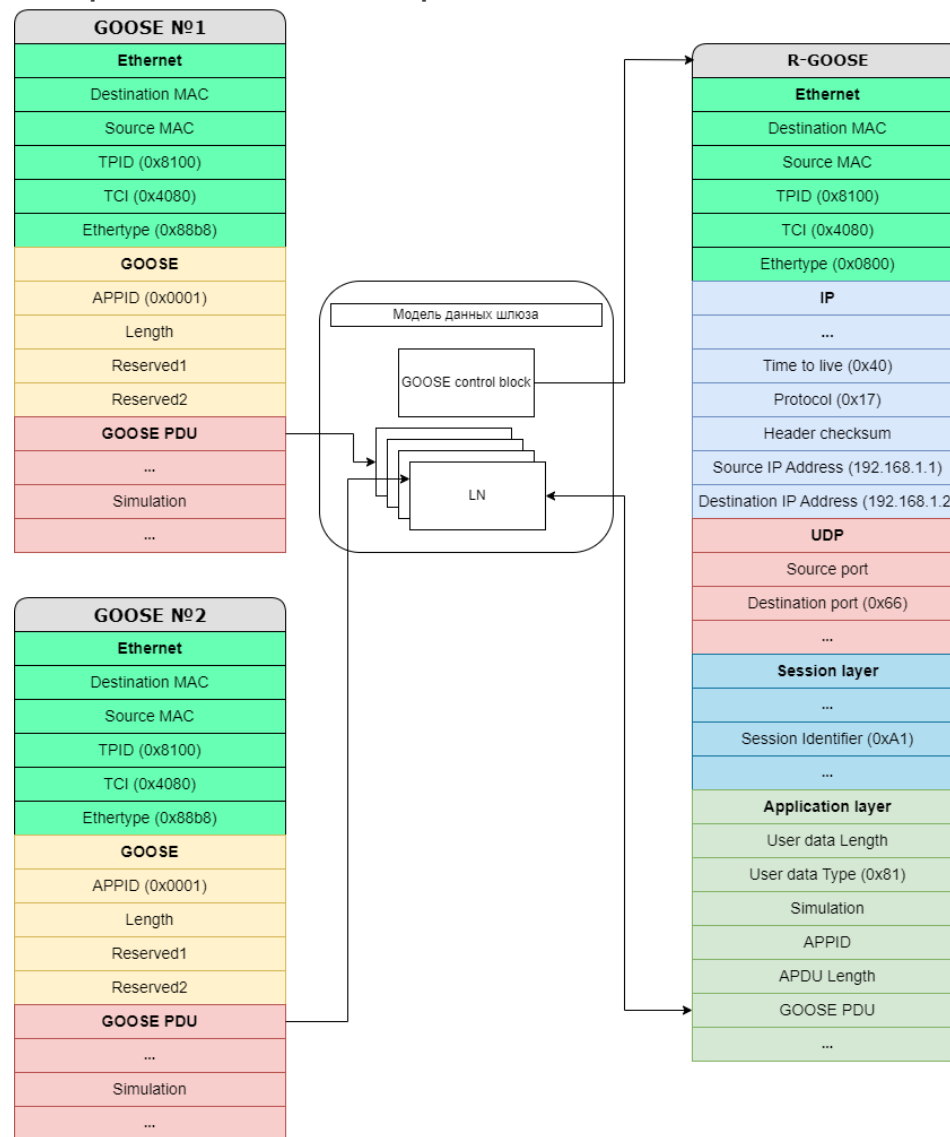 GOOSE №1
Ethernet
Destination MAC
Source MAC
TPID (0x8100)
TCI (0x4080)
Ethertype (0x88b8)
GOOSE
APPID (0x0001)
Length
Reserved1
Reserved2
GOOSE PDU
...
Simulation
...
GOOSE №2
Ethernet
Destination MAC
Source MAC
TPID (0x8100)
TCI (0x4080)
Ethertype (0x88b8)
GOOSE
APPID (0x0001)
Length
Reserved1
Reserved2
GOOSE PDU
...
Simulation
...
Модель данных шлюза
GOOSE control block
LN
R-GOOSE
Ethernet
Destination MAC
Source MAC
TPID (0x8100)
TCI (0x4080)
Ethertype (0x0800)
IP
...
Time to live (0x40)
Protocol (0x17)
Header checksum
Source IP Address (192.168.1.1)
Destination IP Address (192.168.1.2
UDP
Source port
Destination port (0x66)
...
Session layer
...
Session Identifier (0xA1)
...
Application layer
User data Length
User data Type (0x81)
Simulation
APPID
APDU Length
GOOSE PDU
...